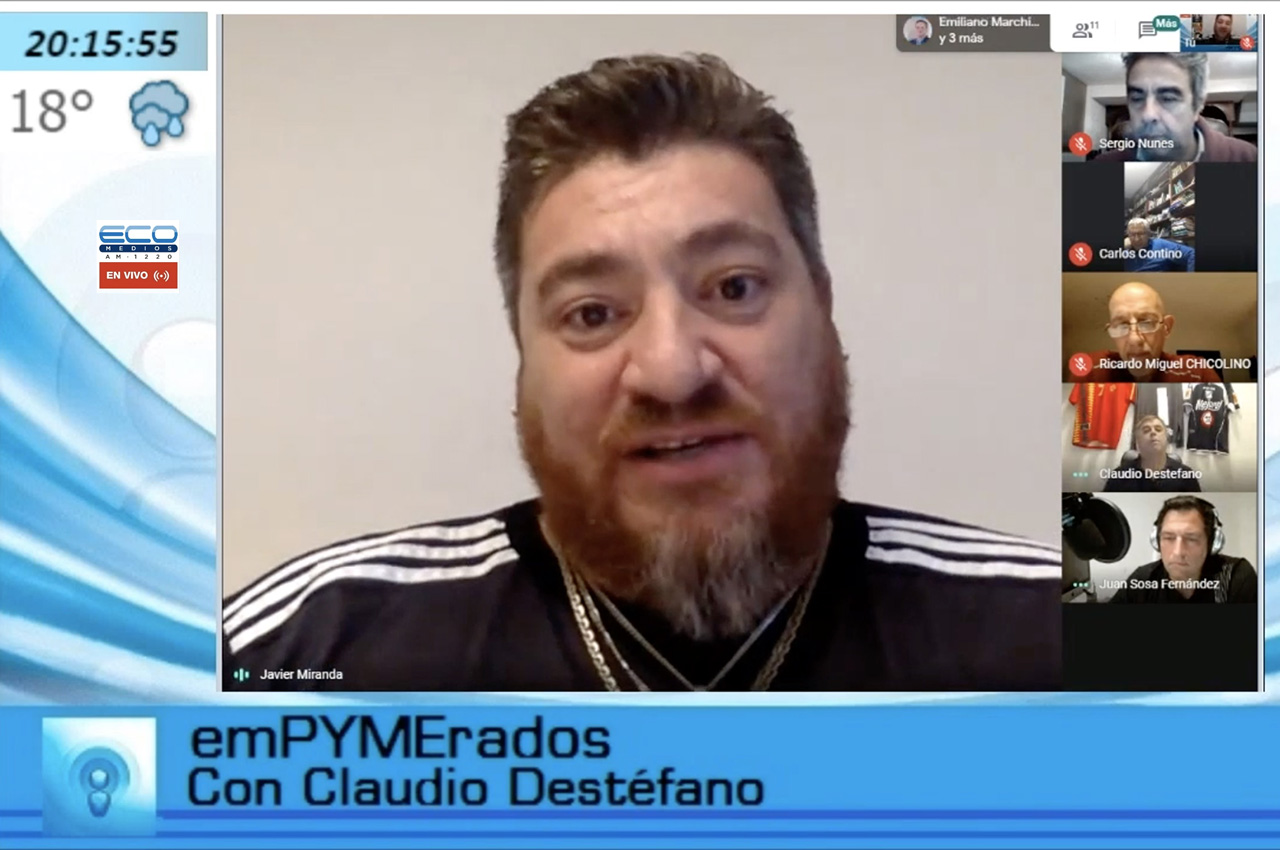 20:15:55
18°
ECO
MEDIOS
AM·1220
EN VIVO
Emiliano Marchi...
y 3 más
11
Más
Tú
Sergio Nunes
Carlos Contino
Ricardo Miguel CHICOLINO
Claudio Destefano
Juan Sosa Fernández
Javier Miranda
emPYMErados
Con Claudio Destéfano